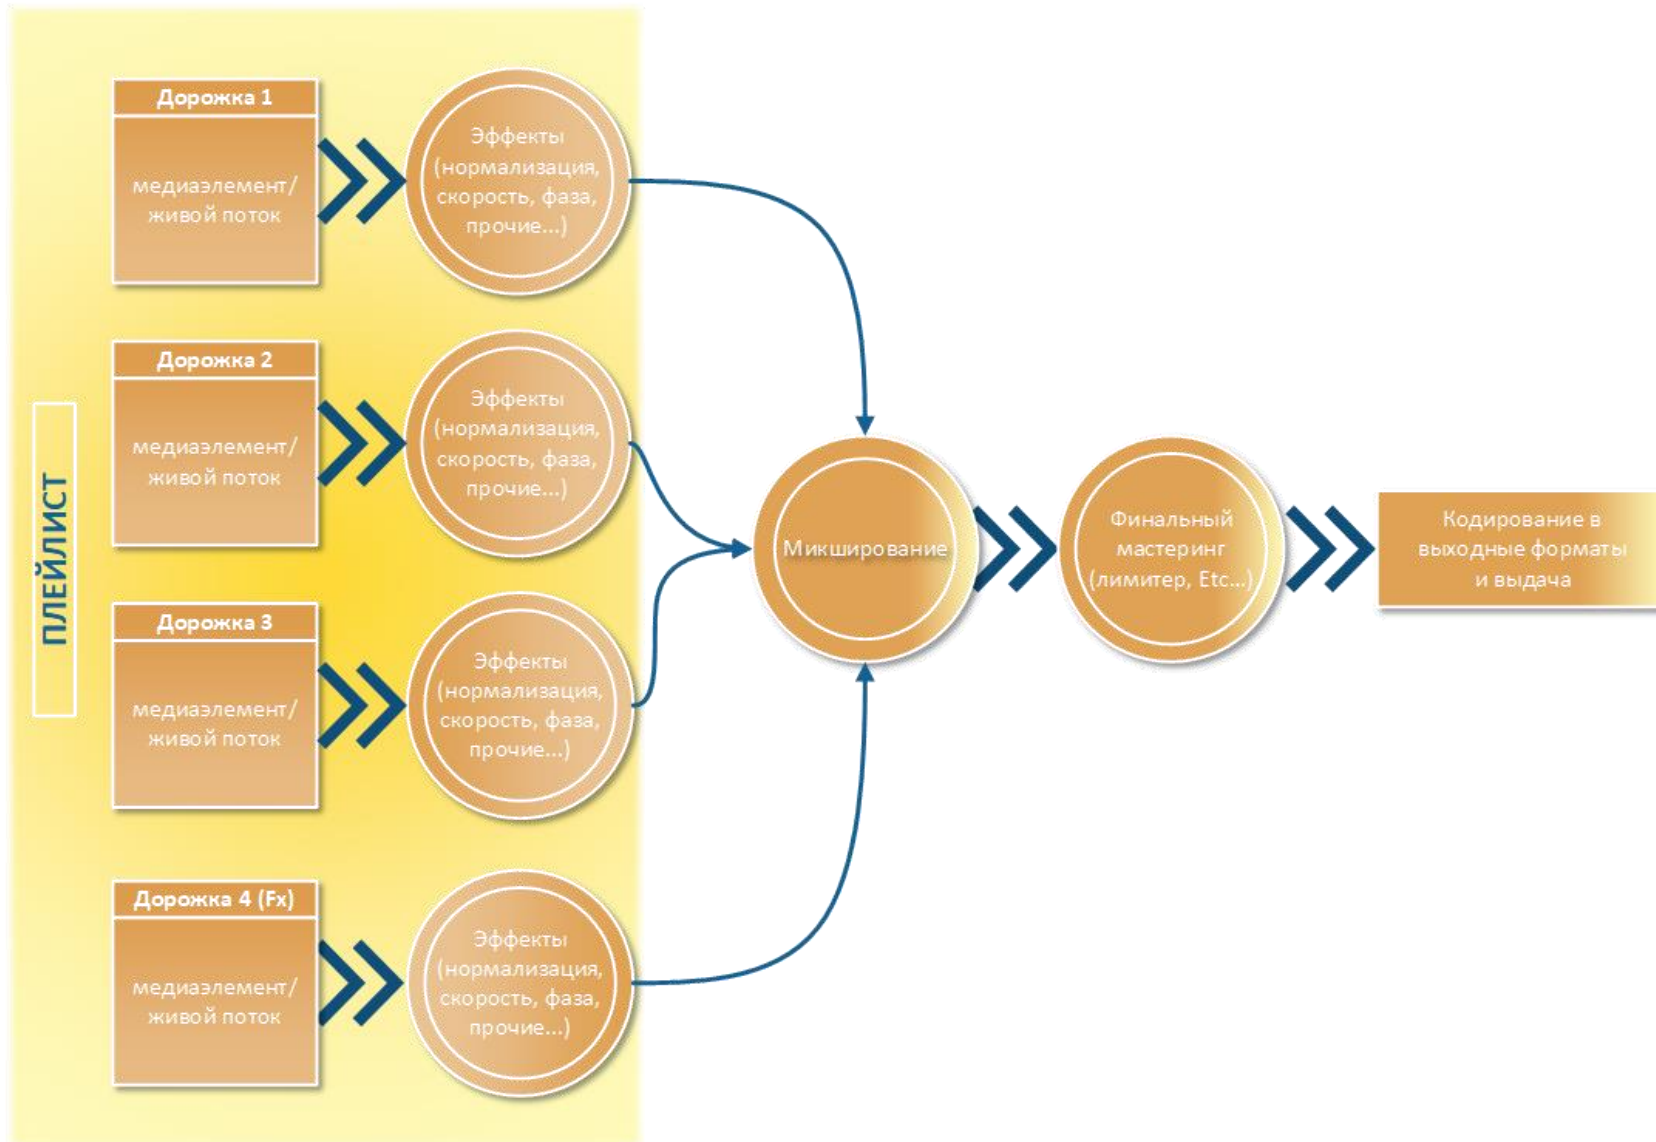 ПЛЕЙЛИСТ
Дорожка 1
медиаэлемент/
живой поток
Эффекты
(нормализация,
скорость, фаза,
прочие...)
Дорожка 2
медиаэлемент/
живой поток
Эффекты
(нормализация,
скорость, фаза,
прочие...)
Дорожка 3
медиаэлемент/
живой поток
Эффекты
(нормализация,
скорость, фаза,
прочие...)
Дорожка 4 (Fx)
медиаэлемент/
живой поток
Эффекты
(нормализация,
скорость, фаза,
прочие...)
Микширование
Финальный
мастеринг
(лимитер, Etc...)
Кодирование в
выходные форматы
и выдача